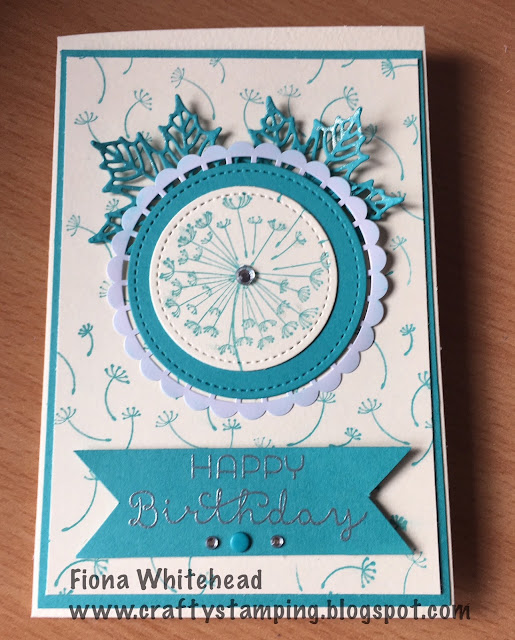 HAPPY
Birthday
Fiona Whitehead
www.craftystamping.blogspot.com